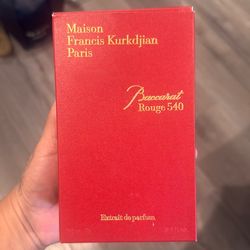 Maison
Francis Kurkdjian
Paris
Baccarat
Rouge 540
Extrait de parfum